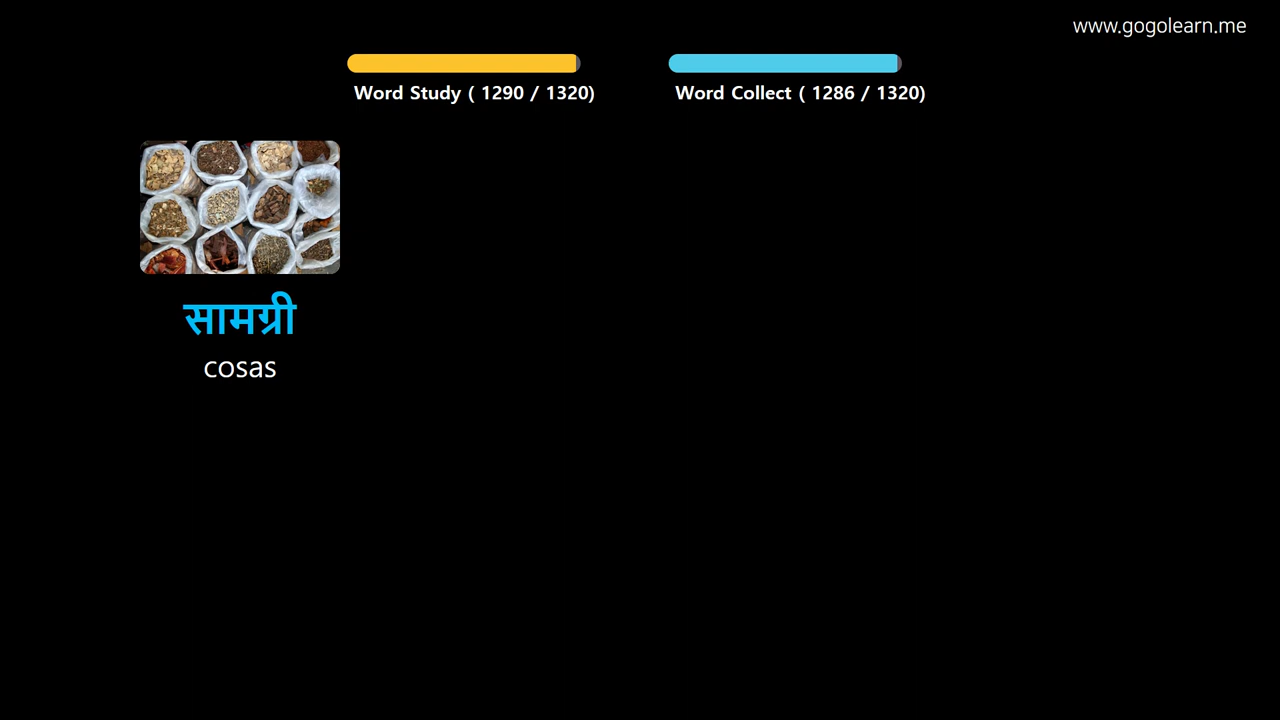 www.gogolearn.me
Word Study ( 1290 / 1320)
Word Collect ( 1286 / 1320)
सामग्री
cosas